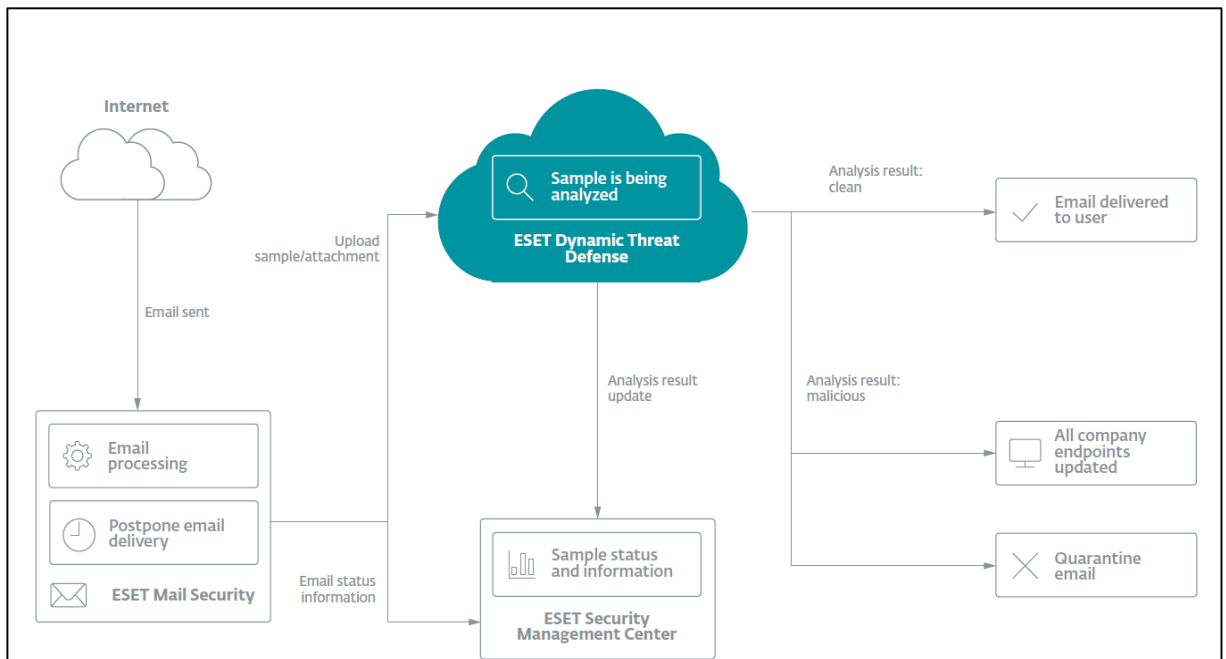 Internet
Email sent
Email
processing
Postpone email
delivery
ESET Mail Security
Upload
sample/attachment
Email status
information
Sample is being
analyzed
ESET Dynamic Threat
Defense
Analysis result
update
Sample status
and information
ESET Security
Management Center
Analysis result:
clean
Email delivered
to user
Analysis result:
malicious
All company
endpoints
updated
Quarantine
email